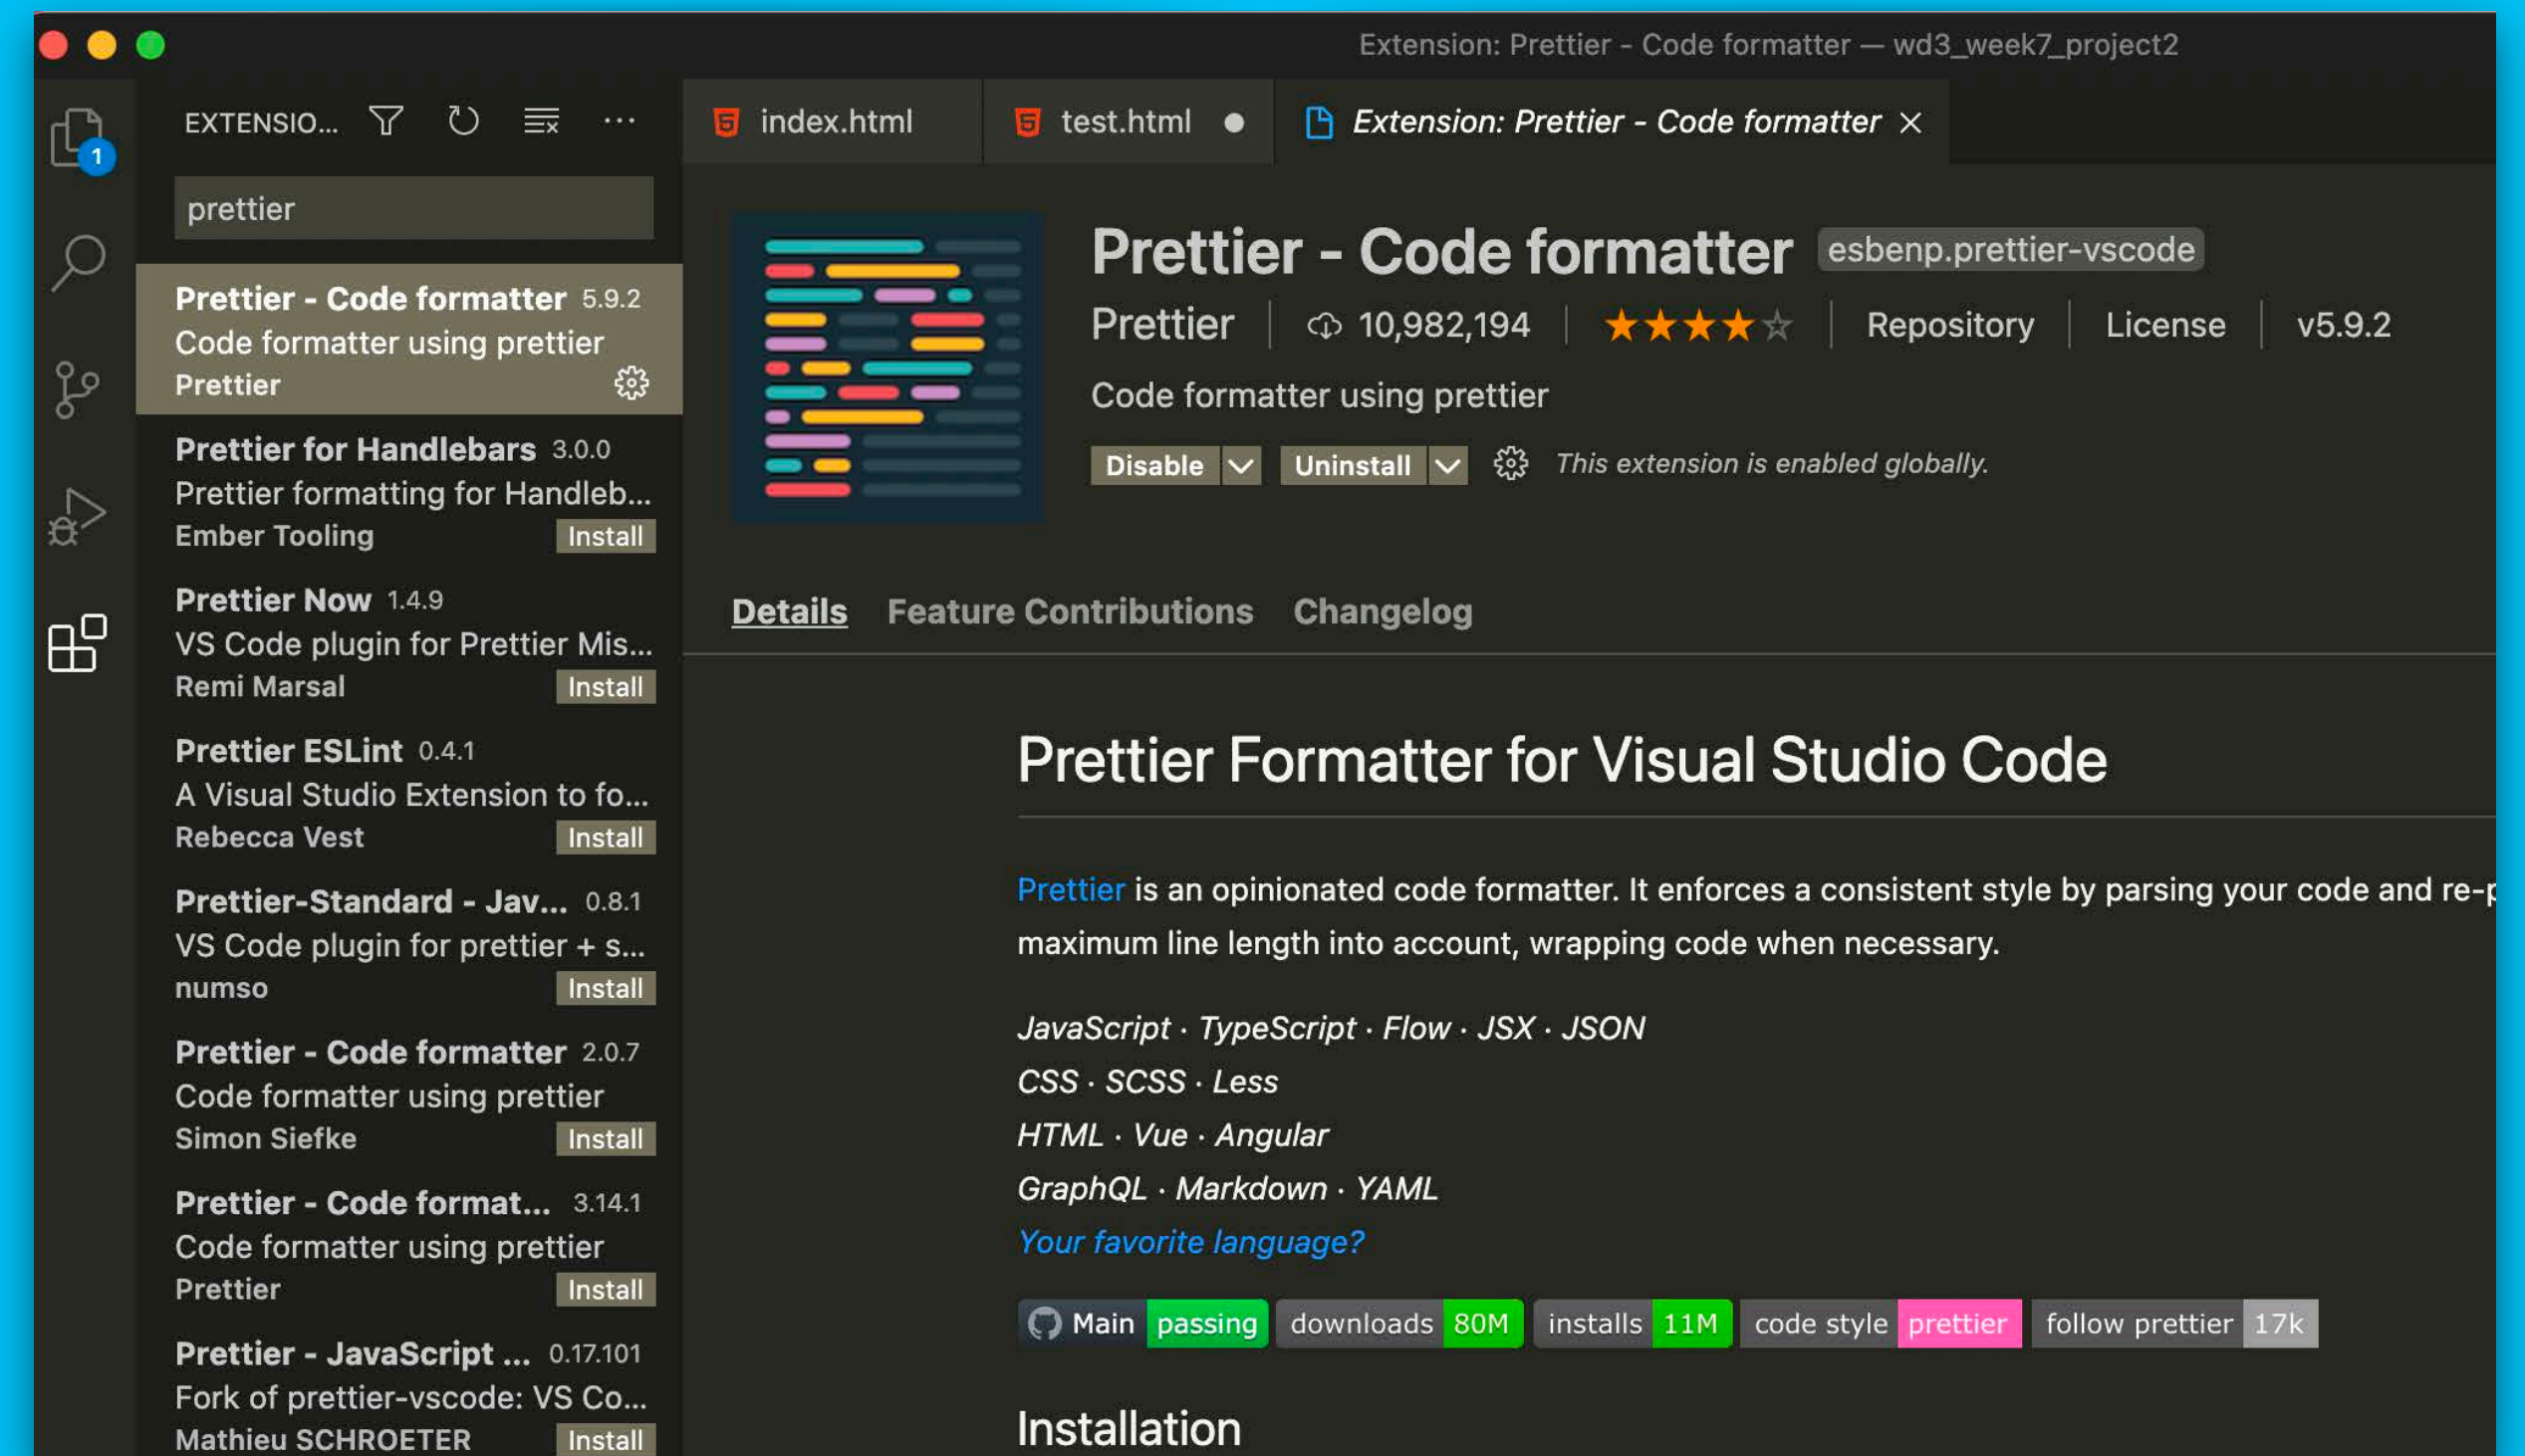 Extension: Prettier - Code formatter — wd3_week7_project2
1
EXTENSIO...
index.html
test.html
Extension: Prettier - Code formatter
prettier
Prettier - Code formatter 5.9.2
Code formatter using prettier
Prettier
Prettier for Handlebars 3.0.0
Prettier formatting for Handleb...
Ember Tooling Install
Prettier Now 1.4.9
VS Code plugin for Prettier Mis...
Remi Marsal Install
Prettier ESLint 0.4.1
A Visual Studio Extension to fo...
Rebecca Vest Install
Prettier-Standard - Jav... 0.8.1
VS Code plugin for prettier + s...
numso Install
Prettier - Code formatter 2.0.7
Code formatter using prettier
Simon Siefke Install
Prettier - Code format... 3.14.1
Code formatter using prettier
Prettier Install
Prettier - JavaScript ... 0.17.101
Fork of prettier-vscode: VS Co...
Mathieu SCHROETER Install
Prettier - Code formatter esbenp.prettier-vscode
Prettier 10,982,194 Repository License v5.9.2
Code formatter using prettier
Disable Uninstall This extension is enabled globally.
Details Feature Contributions Changelog
Prettier Formatter for Visual Studio Code
Prettier is an opinionated code formatter. It enforces a consistent style by parsing your code and
maximum line length into account, wrapping code when necessary.
JavaScript · TypeScript · Flow · JSX · JSON
CSS · SCSS · Less
HTML · Vue · Angular
GraphQL · Markdown · YAML
Your favorite language?
Main passing downloads 80M installs 11M code style prettier follow prettier 17k
Installation